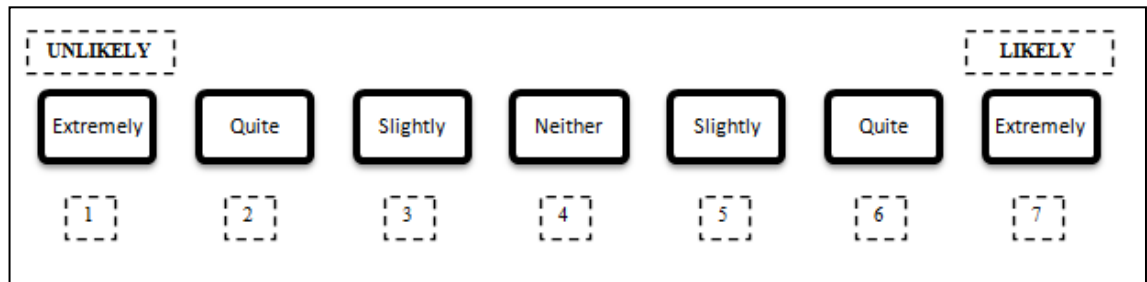 UNLIKELY LIKELY
Extremely Quite Slightly Neither Slightly Quite Extremely
1 2 3 4 5 6 7